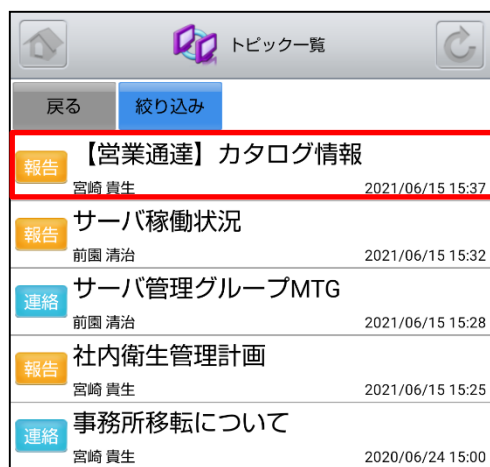 トピック一覧
戻る 絞り込み
報告 【営業通達】カタログ情報
宮崎 貴生 2021/06/15 15:37
報告 サーバ稼働状況
前園 清治 2021/06/15 15:32
連絡 サーバ管理グループMTG
前園 清治 2021/06/15 15:28
報告 社内衛生管理計画
宮崎 貴生 2021/06/15 15:25
連絡 事務所移転について
宮崎 貴生 2020/06/24 15:00